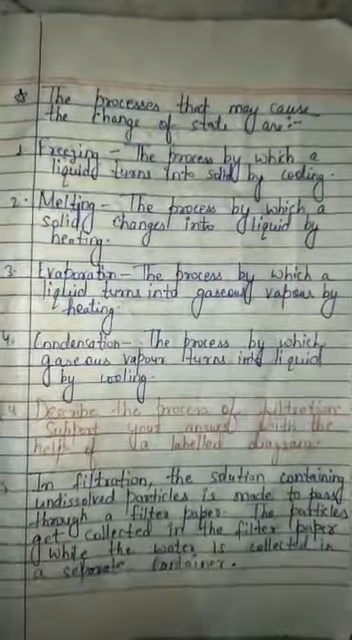 The processes that may cause
the change of state are:-
1. Freezing - The process by which a
liquid turns into solid by cooling.
2. Melting - The process by which a
solid changes into liquid by
heating.
3. Evaporation - The process by which a
liquid turns into gaseous vapour by
heating.
4. Condensation - The process by which
gaseous vapour turns into liquid
by cooling.
4 Describe the process of filtration
Support your answer with the
help of a labelled diagram.
In filtration, the solution containing
undissolved particles is made to pass
through a filter paper. The particles
get collected in the filter paper
while the water is collected in
a separate container.